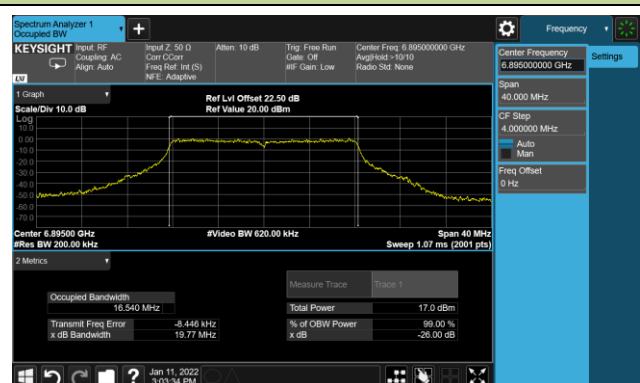 Spectrum Analyzer 1
Occupied BW
+
Frequency
KEYSIGHT
Input: RF
Coupling: AC
Align: Auto
Input Z: 50 Ω
Corr CCorr
Freq Ref: Int (S)
NFE: Adaptive
Atten: 10 dB
Trig: Free Run
Gate: Off
#IF Gain: Low
Center Freq: 6.895000000 GHz
Avg|Hold:>10/10
Radio Std: None
LXI
Center Frequency
6.895000000 GHz
Settings
Span
40.000 MHz
CF Step
4.000000 MHz
Auto
Man
Freq Offset
0 Hz
1 Graph
Scale/Div 10.0 dB
Ref Lvl Offset 22.50 dB
Ref Value 20.00 dBm
Log
10.0
0.00
-10.0
-20.0
-30.0
-40.0
-50.0
-60.0
-70.0
Center 6.89500 GHz
#Video BW 620.00 kHz
Span 40 MHz
#Res BW 200.00 kHz
Sweep 1.07 ms (2001 pts)
2 Metrics
Measure Trace
Trace 1
Occupied Bandwidth
16.540 MHz
Total Power
17.0 dBm
Transmit Freq Error
-8.446 kHz
% of OBW Power
99.00 %
x dB Bandwidth
19.77 MHz
x dB
-26.00 dB
?
Jan 11, 2022
3:03:34 PM